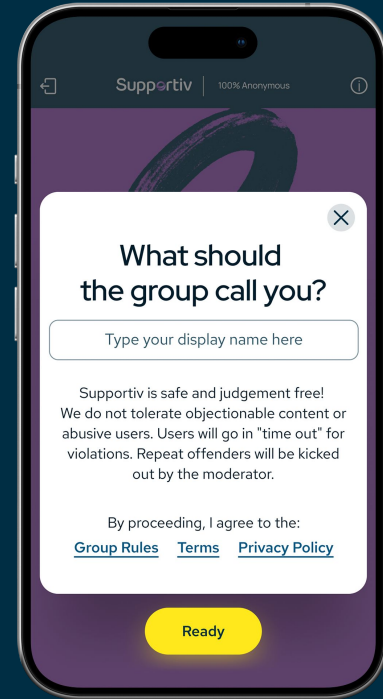 Supportiv
100% Anonymous
What should
the group call you?
Type your display name here
Supportiv is safe and judgement free!
We do not tolerate objectionable content or
abusive users. Users will go in "time out" for
violations. Repeat offenders will be kicked
out by the moderator.
By proceeding, I agree to the:
Group Rules Terms Privacy Policy
Ready